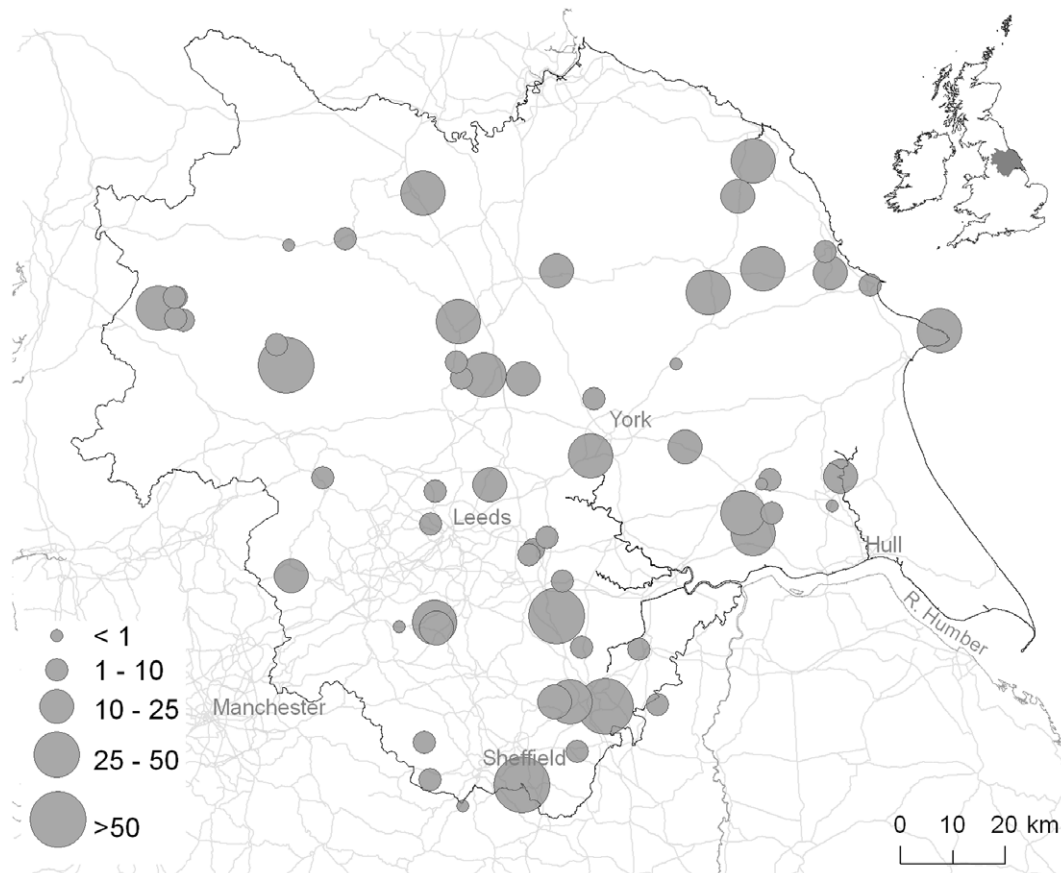 York
Leeds
Hull
R. Humber
Manchester
Sheffield
< 1
1 - 10
10 - 25
25 - 50
>50
0 10 20 km